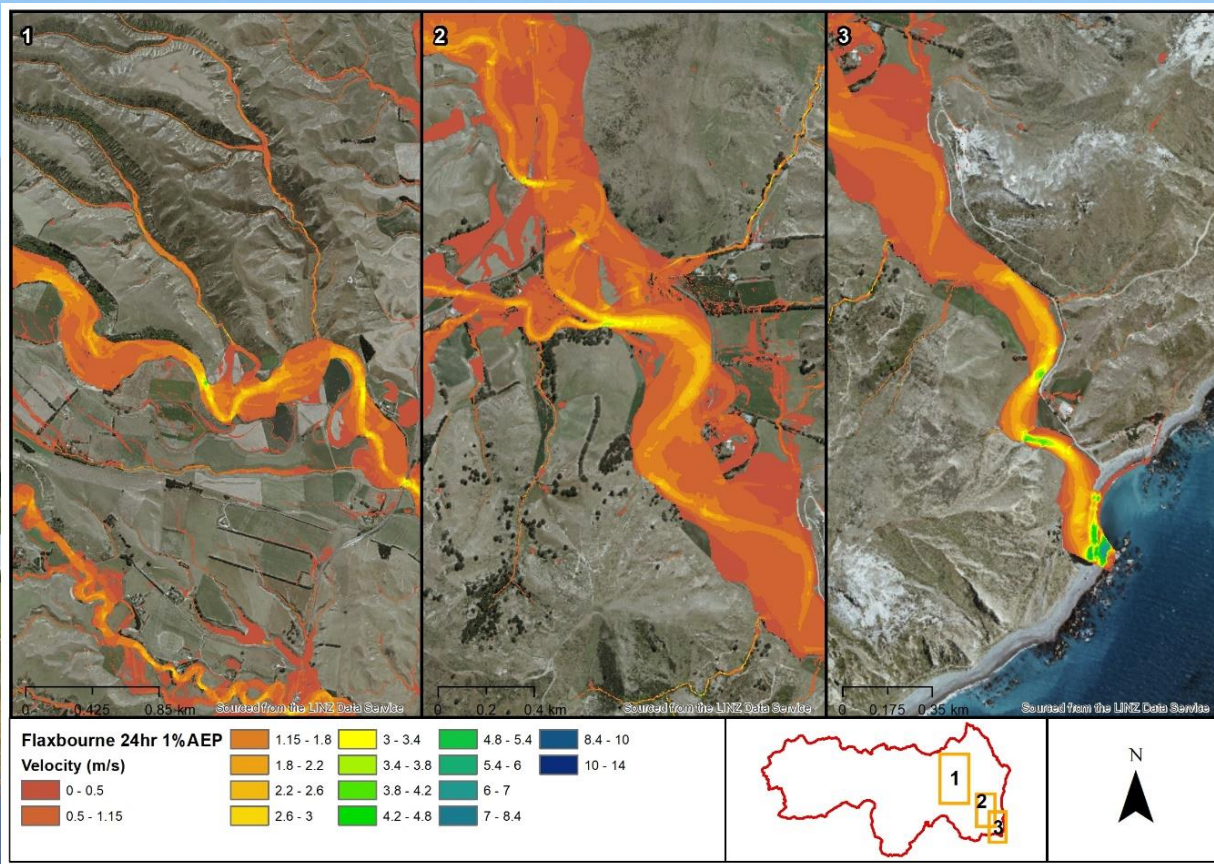 1
2
3
0 0.425 0.85 km
Sourced from the LINZ Data Service
0 0.2 0.4 km
Sourced from the LINZ Data Service
0 0.175 0.35 km
Sourced from the LINZ Data Service
Flaxbourne 24hr 1%AEP
Velocity (m/s)
0 - 0.5
0.5 - 1.15
1.15 - 1.8
1.8 - 2.2
2.2 - 2.6
2.6 - 3
3 - 3.4
3.4 - 3.8
3.8 - 4.2
4.2 - 4.8
4.8 - 5.4
5.4 - 6
6 - 7
7 - 8.4
8.4 - 10
10 - 14
1
2
3
N